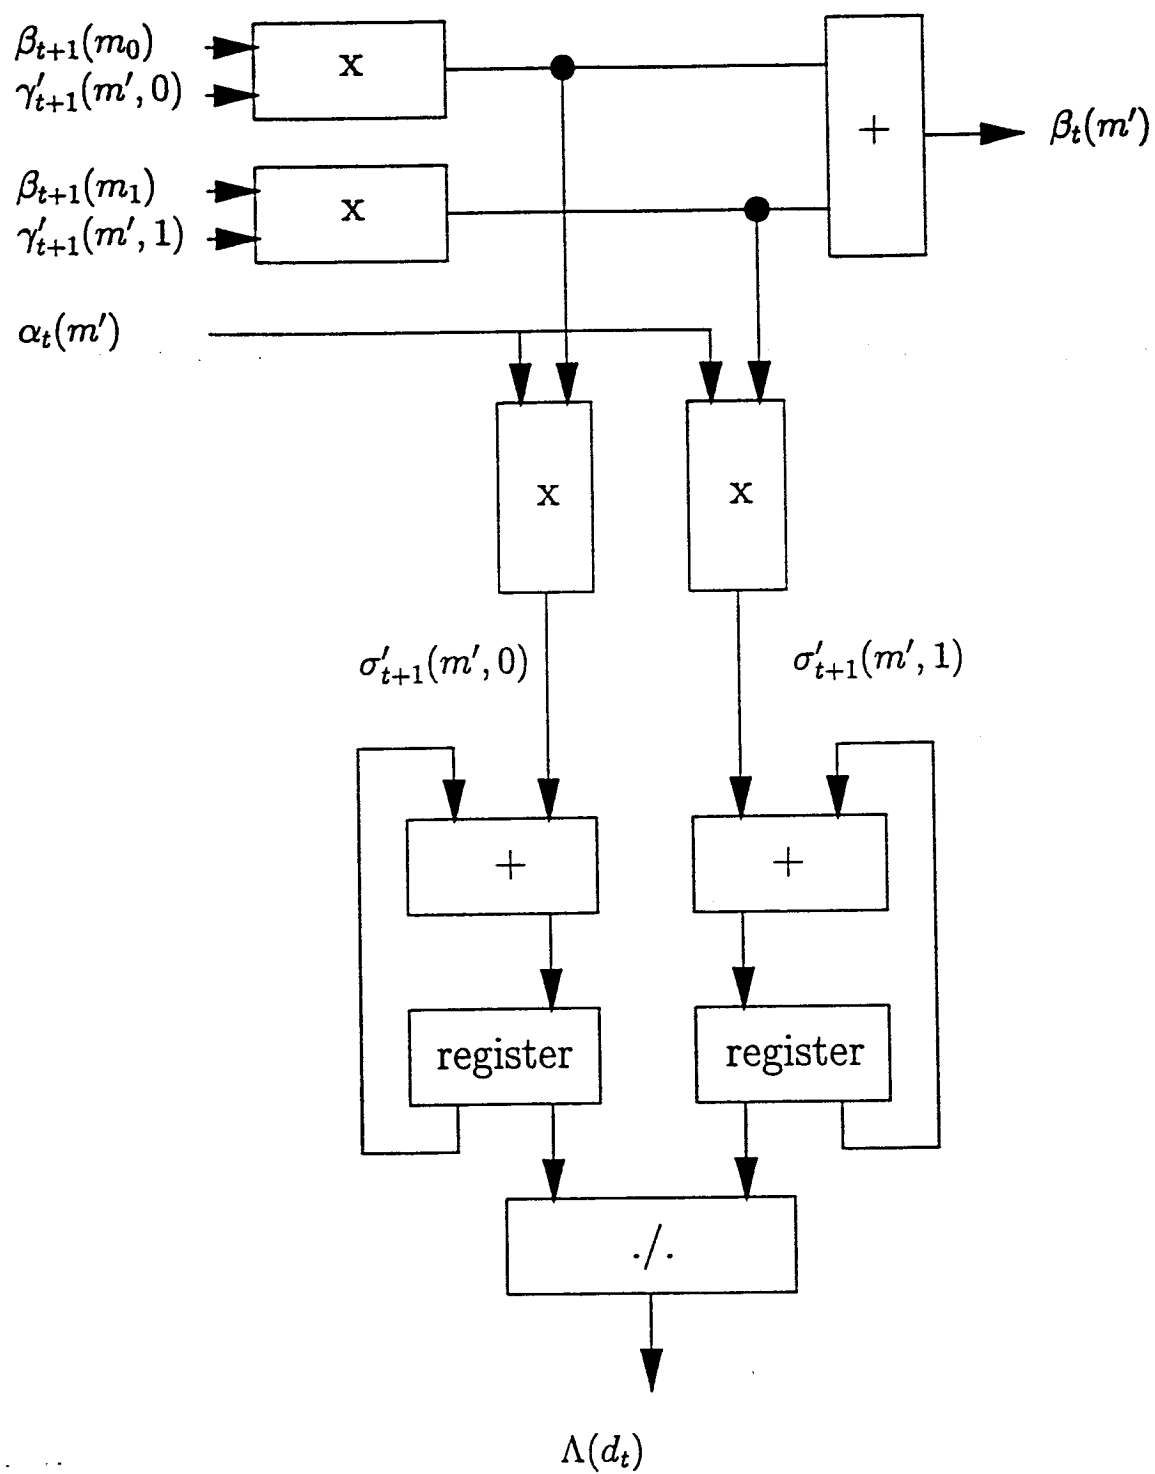 β_{t+1}(m_0)
x
γ'_{t+1}(m', 0)
+
β_t(m')
β_{t+1}(m_1)
x
γ'_{t+1}(m', 1)
α_t(m')
x
x
σ'_{t+1}(m', 0)
σ'_{t+1}(m', 1)
+
+
register
register
./.
Λ(d_t)